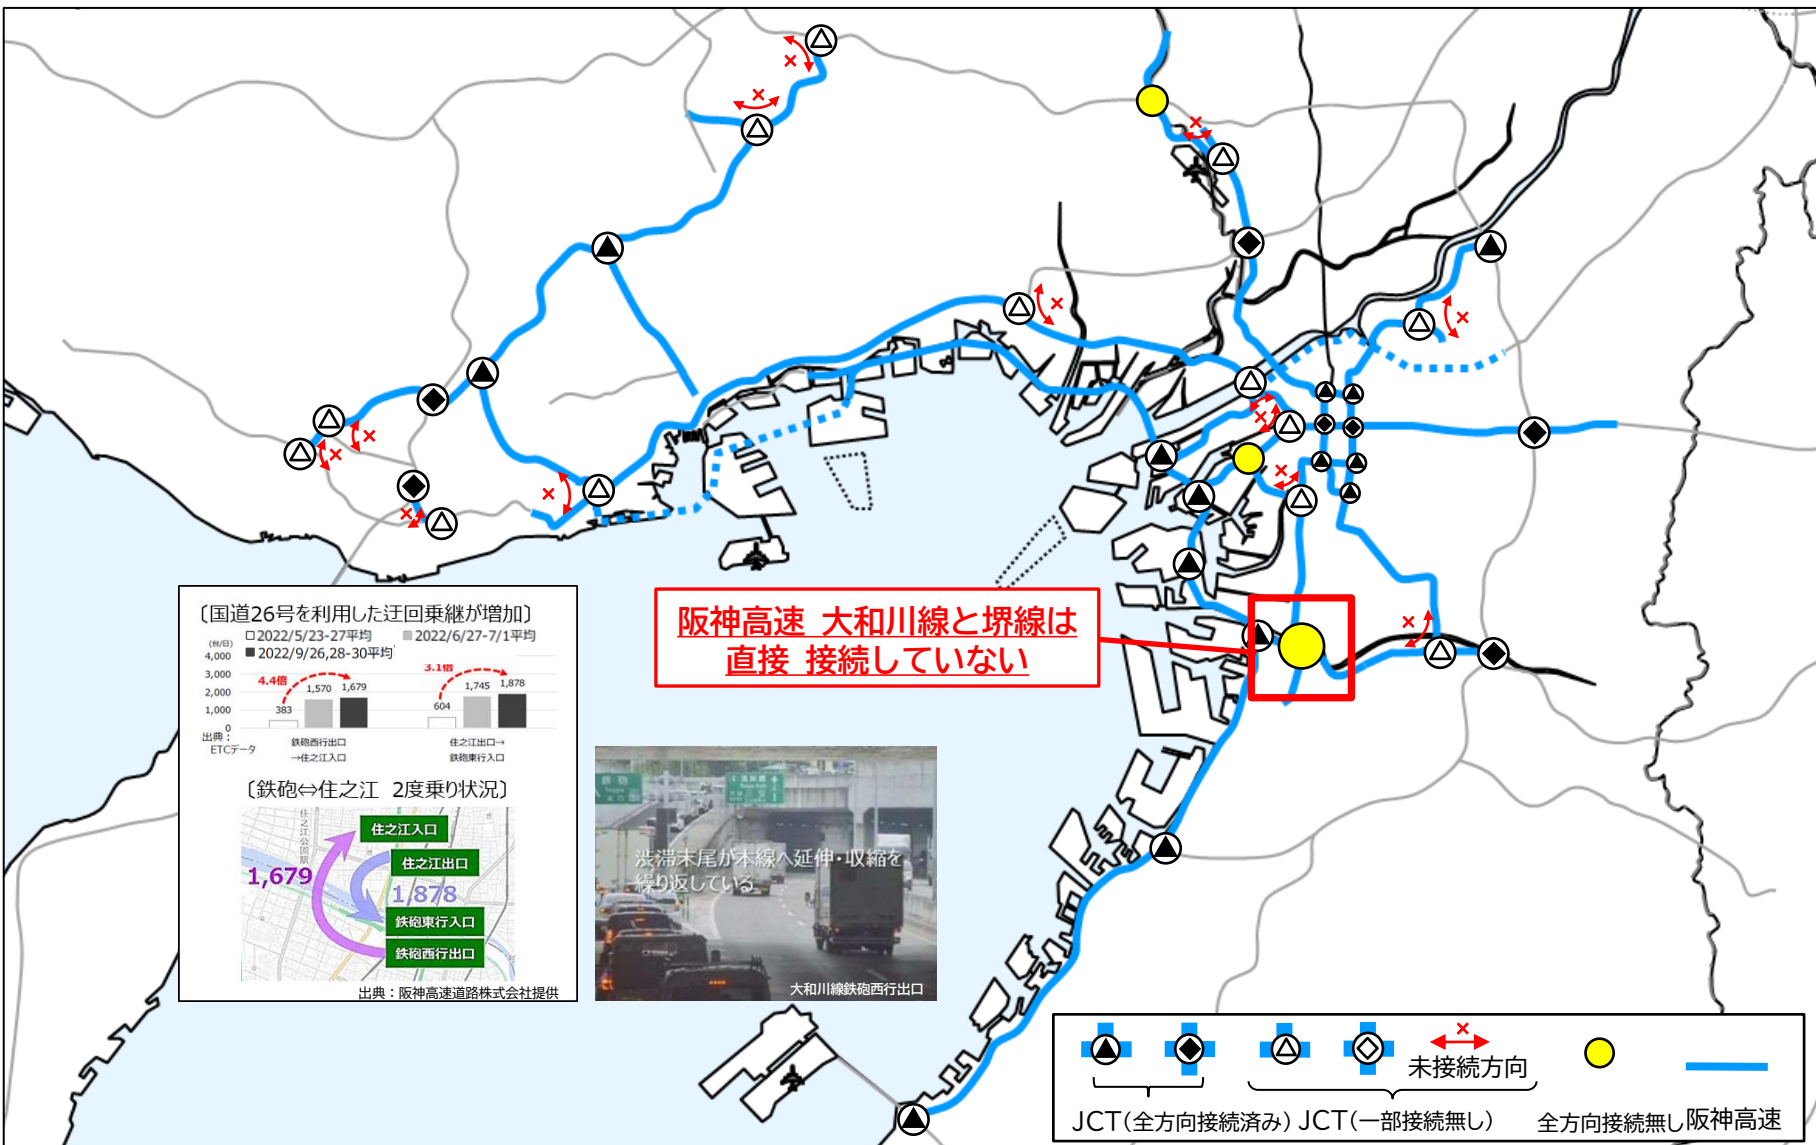 〔国道26号を利用した迂回乗継が増加〕
□2022/5/23-27平均 ■2022/6/27-7/1平均
■2022/9/26,28-30平均
(台/日)
4,000
3,000
2,000
1,000
0
4.4倍
383
1,570
1,679
3.1倍
604
1,745
1,878
出典：
ETCデータ
鉄砲西行出口
→住之江入口
住之江出口→
鉄砲東行入口
〔鉄砲⇔住之江 2度乗り状況〕
住之江公園駅
住之江入口
住之江出口
1,679
1,878
鉄砲東行入口
鉄砲西行出口
出典：阪神高速道路株式会社提供
阪神高速 大和川線と堺線は
直接 接続していない
渋滞末尾が本線へ延伸・収縮を
繰り返している
大和川線鉄砲西行出口
未接続方向
JCT(全方向接続済み)
JCT(一部接続無し)
全方向接続無し
阪神高速